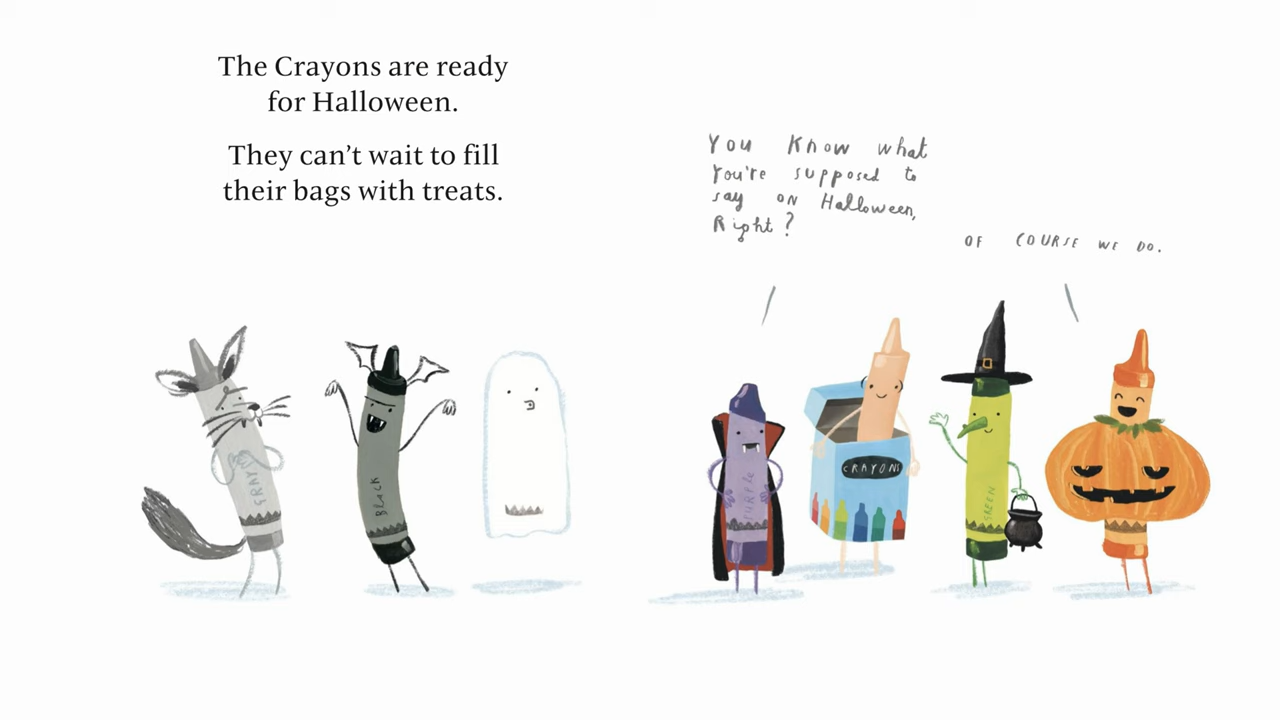 The Crayons are ready
for Halloween.
They can't wait to fill
their bags with treats.
You Know what
You're supposed to
say ON Halloween,
Right?
OF COURSE WE DO.
GRAY
BLACK
PURPLE
CRAYONS
GREEN